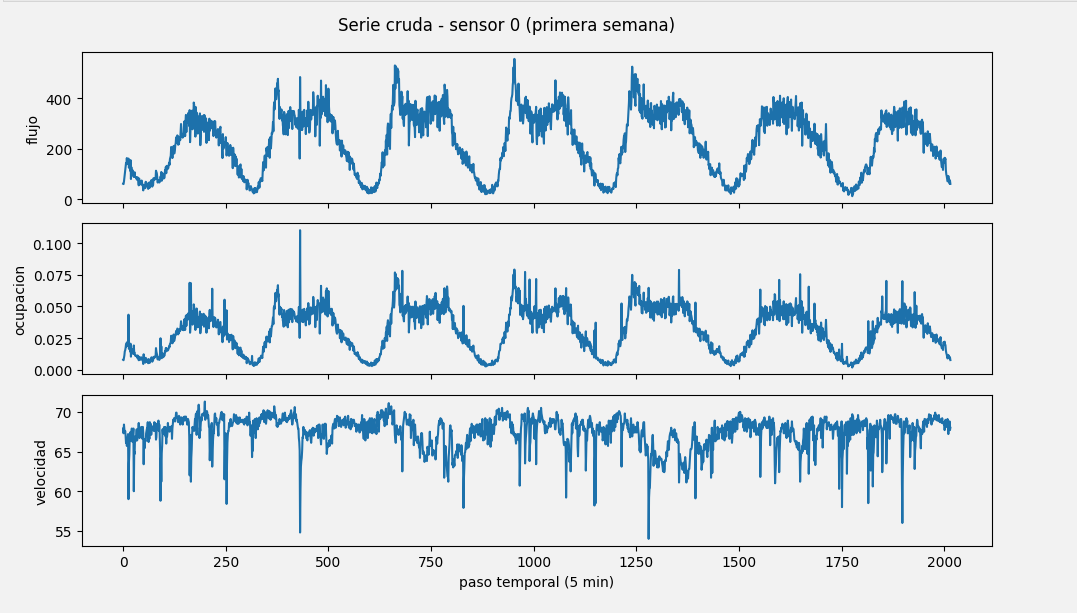 Serie cruda - sensor 0 (primera semana)
400
200
0
flujo
0.100
0.075
0.050
0.025
0.000
ocupacion
70
65
60
55
velocidad
0 250 500 750 1000 1250 1500 1750 2000
paso temporal (5 min)